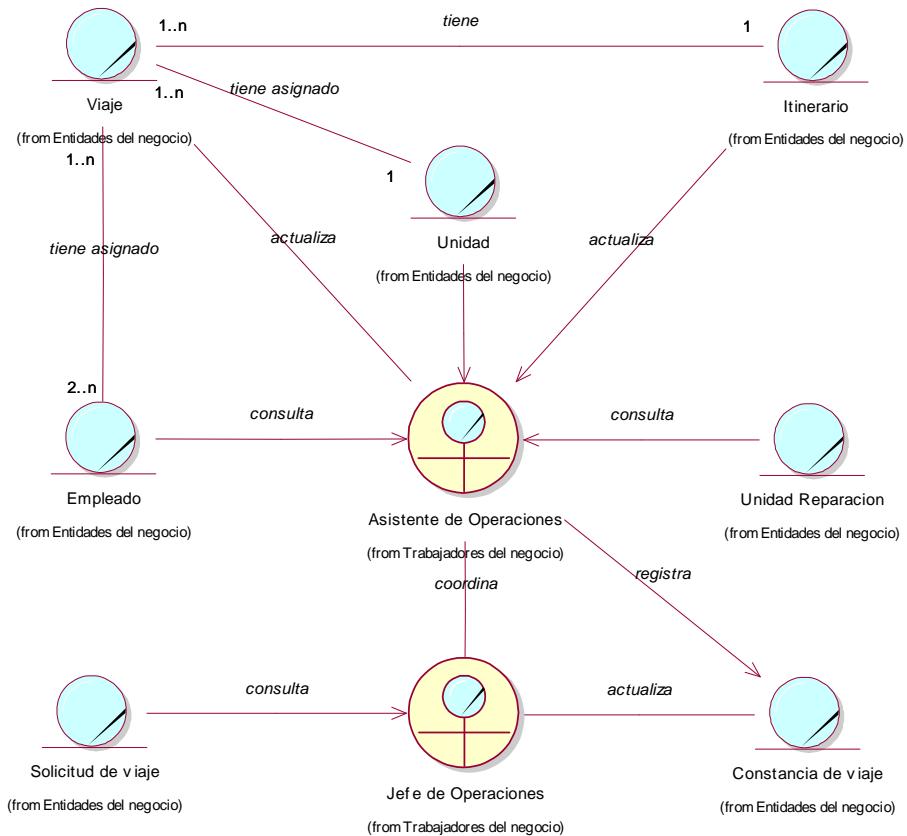 1..n
tiene
1
Viaje
(from Entidades del negocio)
Itinerario
(from Entidades del negocio)
1..n
tiene asignado
1
Unidad
(from Entidades del negocio)
1..n
tiene asignado
2..n
actualiza
actualiza
Empleado
(from Entidades del negocio)
consulta
consulta
Asistente de Operaciones
(from Trabajadores del negocio)
Unidad Reparacion
(from Entidades del negocio)
coordina
registra
Solicitud de viaje
(from Entidades del negocio)
consulta
actualiza
Jefe de Operaciones
(from Trabajadores del negocio)
Constancia de viaje
(from Entidades del negocio)